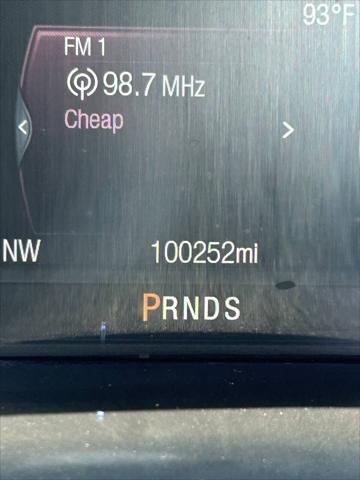 93°F
FM 1
98.7 MHz
Cheap
NW 100252mi
PRNDS